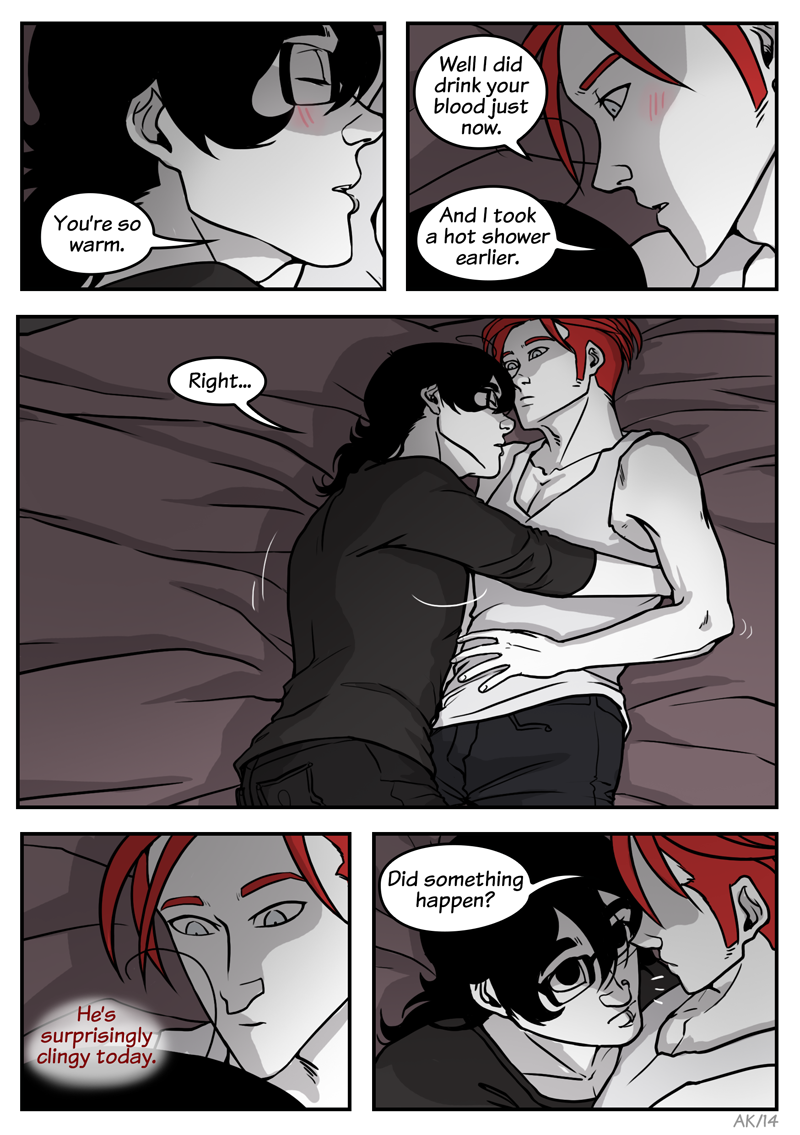 You're so
warm.
Well I did
drink your
blood just
now.
And I took
a hot shower
earlier.
Right...
He's
surprisingly
clingy today.
Did something
happen?
AK/14